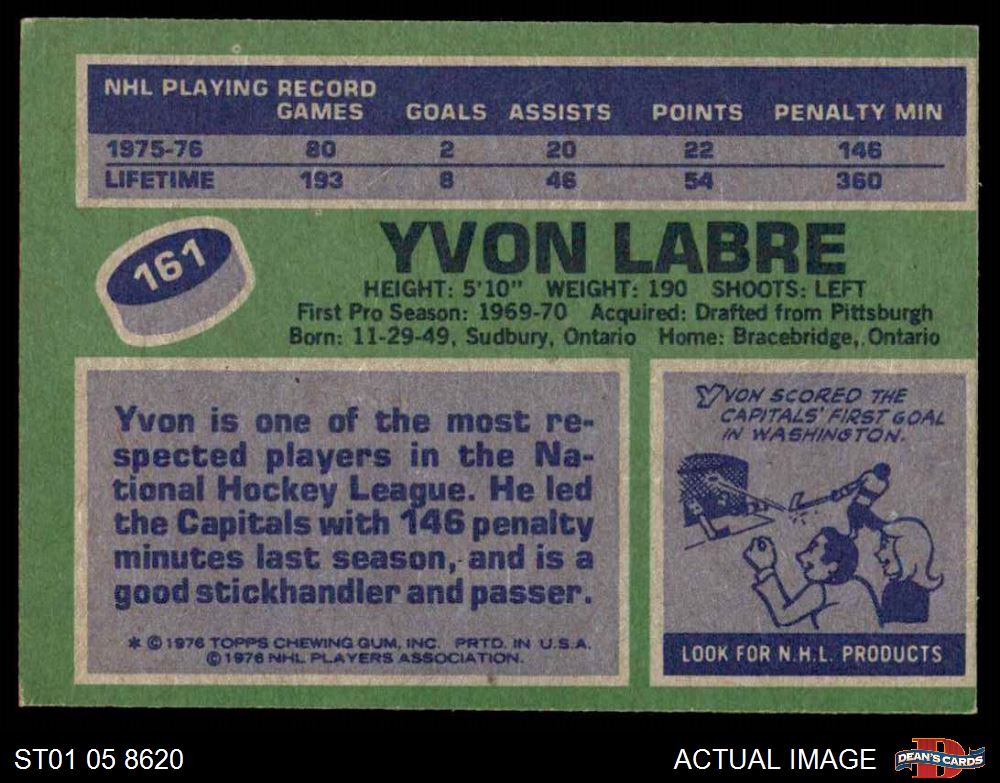 NHL PLAYING RECORD
GAMES GOALS ASSISTS POINTS PENALTY MIN
1975-76 80 2 20 22 146
LIFETIME 193 8 46 54 360
161
YVON LABRE
HEIGHT: 5'10" WEIGHT: 190 SHOOTS: LEFT
First Pro Season: 1969-70 Acquired: Drafted from Pittsburgh
Born: 11-29-49, Sudbury, Ontario Home: Bracebridge, Ontario
Yvon is one of the most re-
spected players in the Na-
tional Hockey League. He led
the Capitals with 146 penalty
minutes last season, and is a
good stickhandler and passer.
* © 1976 TOPPS CHEWING GUM, INC. PRTD. IN U.S.A.
© 1976 NHL PLAYERS ASSOCIATION.
YVON SCORED THE
CAPITALS' FIRST GOAL
IN WASHINGTON.
LOOK FOR N.H.L. PRODUCTS
ST01 05 8620
ACTUAL IMAGE
D
DEAN'S CARDS